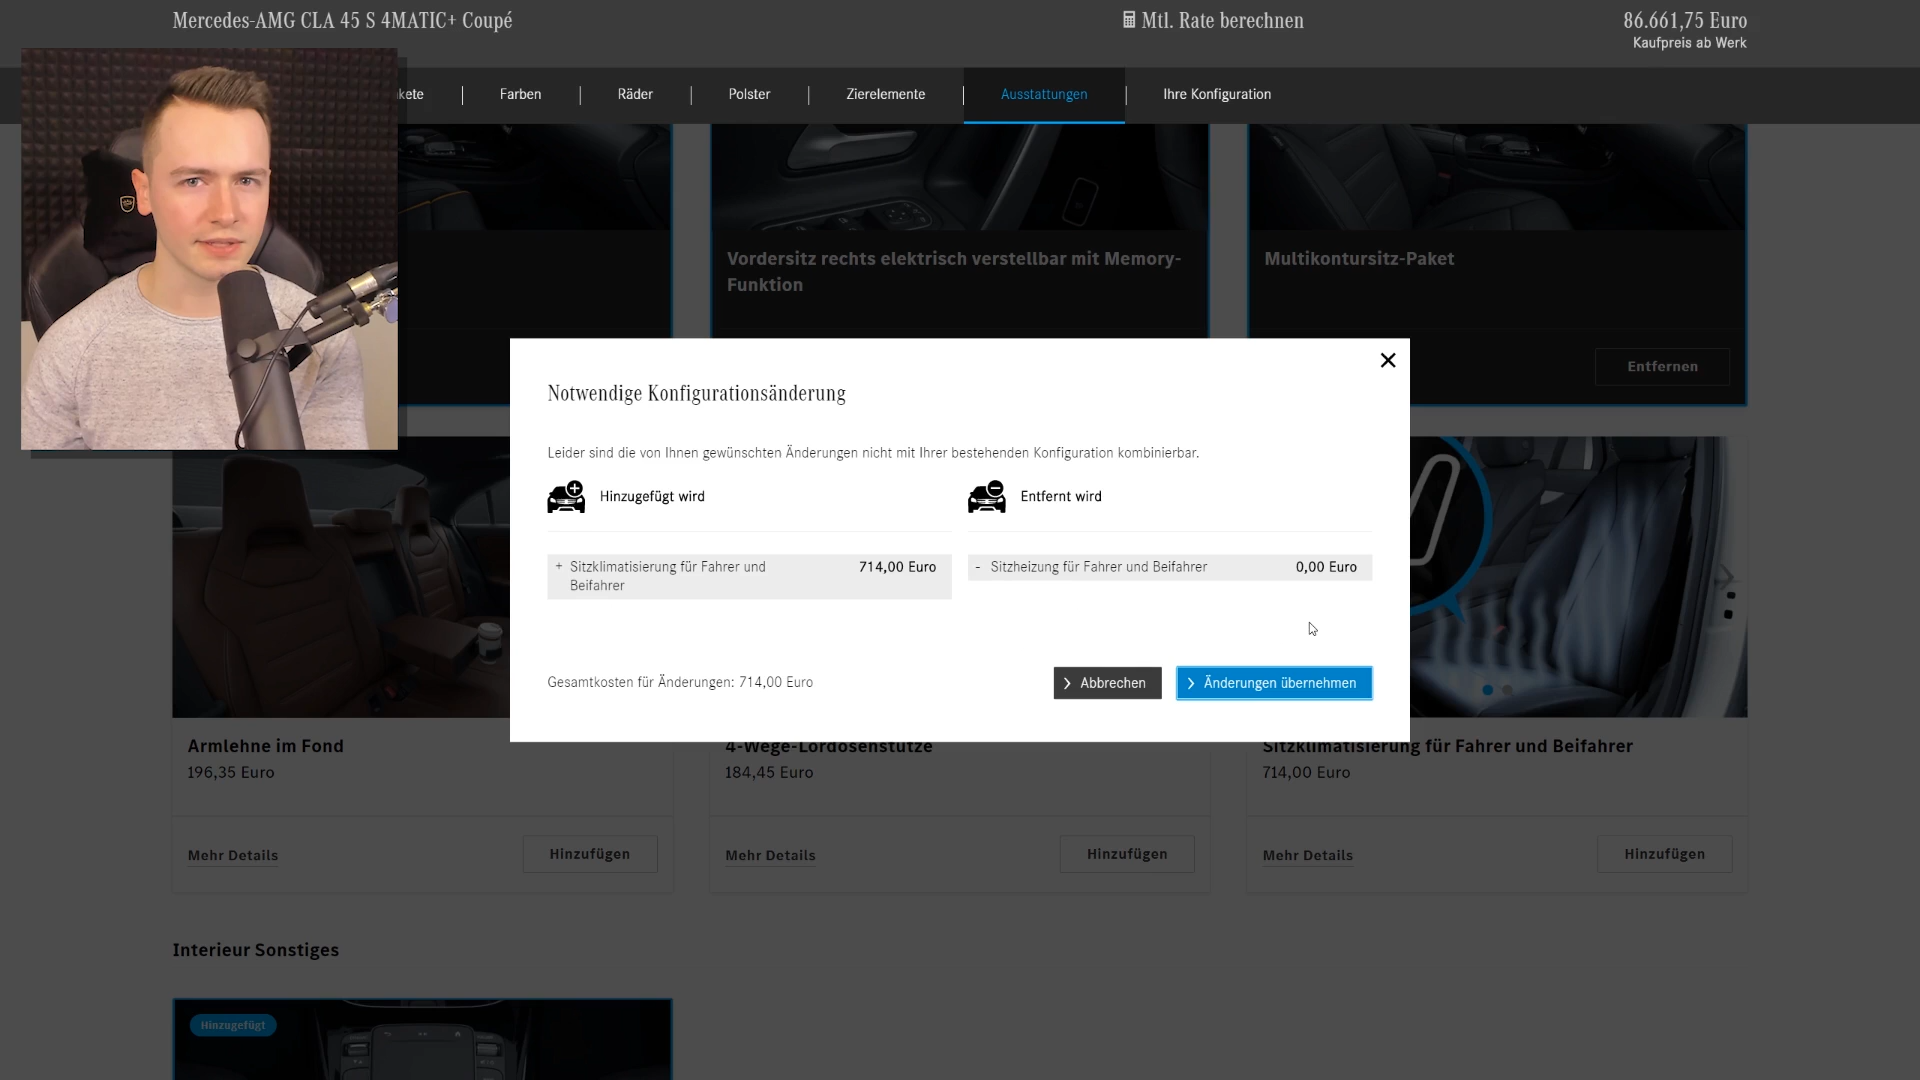 Mercedes-AMG CLA 45 S 4MATIC+ Coupé
Mtl. Rate berechnen
86.661,75 Euro
Kaufpreis ab Werk
kete
Farben
Räder
Polster
Zierelemente
Ausstattungen
Ihre Konfiguration
Vordersitz rechts elektrisch verstellbar mit Memory-
Funktion
Multikontursitz-Paket
Entfernen
Notwendige Konfigurationsänderung
Leider sind die von Ihnen gewünschten Änderungen nicht mit Ihrer bestehenden Konfiguration kombinierbar.
Hinzugefügt wird
Entfernt wird
+ Sitzklimatisierung für Fahrer und
Beifahrer
714,00 Euro
- Sitzheizung für Fahrer und Beifahrer
0,00 Euro
Gesamtkosten für Änderungen: 714,00 Euro
Abbrechen
Änderungen übernehmen
Armlehne im Fond
196,35 Euro
4-Wege-Lordosenstütze
184,45 Euro
Sitzklimatisierung für Fahrer und Beifahrer
714,00 Euro
Mehr Details
Hinzufügen
Mehr Details
Hinzufügen
Mehr Details
Hinzufügen
Interieur Sonstiges
Hinzugefügt